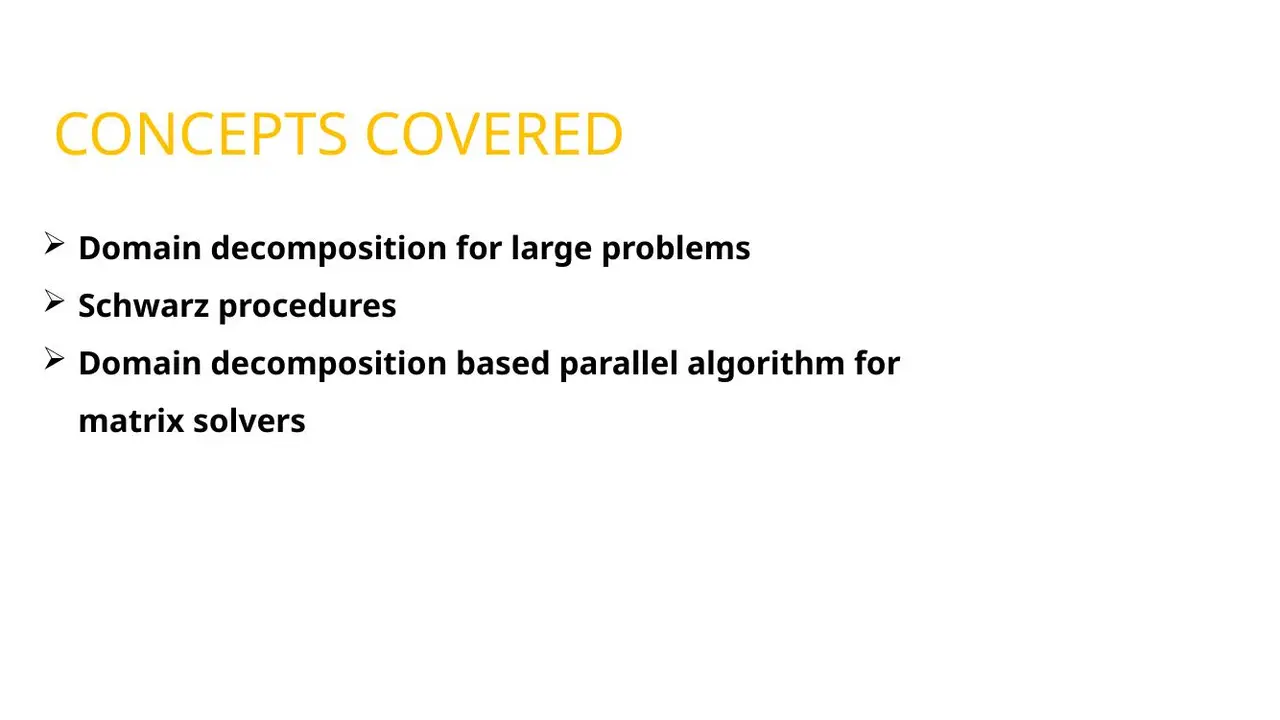 CONCEPTS COVERED
➢ Domain decomposition for large problems
➢ Schwarz procedures
➢ Domain decomposition based parallel algorithm for
matrix solvers